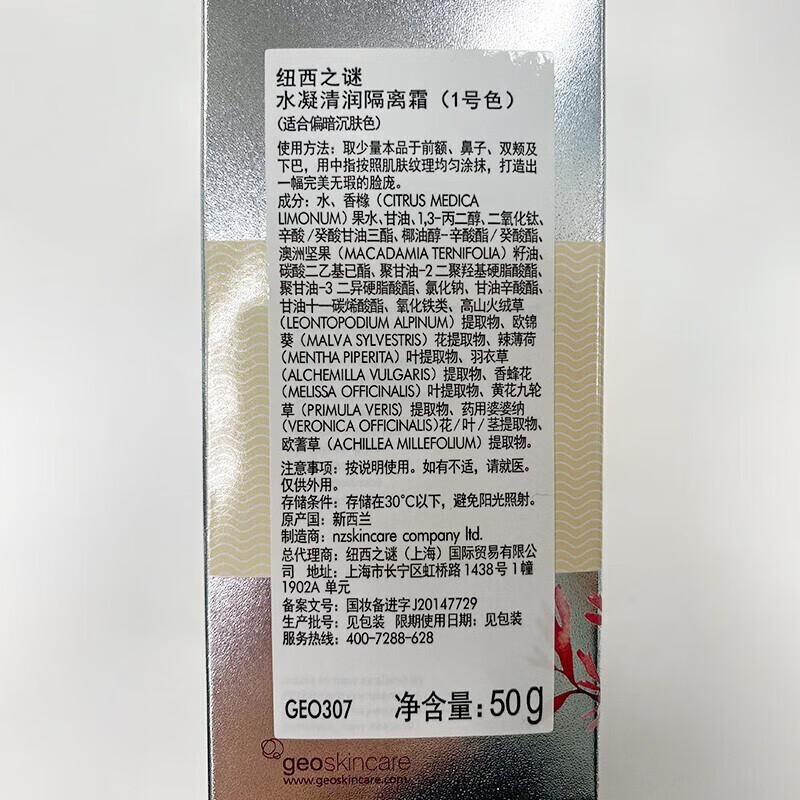 纽西之谜
水凝清润隔离霜（1号色）
（适合偏暗沉肤色）
使用方法：取少量本品于前额、鼻子、双颊及
下巴，用中指按照肌肤纹理均匀涂抹，打造出
一幅完美无瑕的脸庞。
成分：水、香橼（CITRUS MEDICA
LIMONUM）果水、甘油、1,3-丙二醇、二氧化钛、
辛酸/癸酸甘油三酯、椰油醇-辛酸酯/癸酸酯、
澳洲坚果（MACADAMIA TERNIFOLIA）籽油、
碳酸二乙基己酯、聚甘油-2 二聚羟基硬脂酸酯、
聚甘油-3 二异硬脂酸酯、氯化钠、甘油辛酸酯、
甘油十一碳烯酸酯、氧化铁类、高山火绒草
(LEONTOPODIUM ALPINUM）提取物、欧锦
葵（MALVA SYLVESTRIS）花提取物、辣薄荷
(MENTHA PIPERITA）叶提取物、羽衣草
(ALCHEMILLA VULGARIS）提取物、香蜂花
(MELISSA OFFICINALIS）叶提取物、黄花九轮
草（PRIMULA VERIS）提取物、药用婆婆纳
(VERONICA OFFICINALIS)花/叶/茎提取物、
欧蓍草（ACHILLEA MILLEFOLIUM）提取物。
注意事项：按说明使用。如有不适，请就医。
仅供外用。
存储条件：存储在30℃以下，避免阳光照射。
原产国：新西兰
制造商：nzskincare company ltd.
总代理商：纽西之谜（上海）国际贸易有限公
司 地址：上海市长宁区虹桥路1438号1幢
1902A 单元
备案文号：国妆备进字J20147729
生产批号：见包装 限期使用日期：见包装
服务热线：400-7288-628
GEO307 净含量：50g
geoskincare
www.geoskincare.com